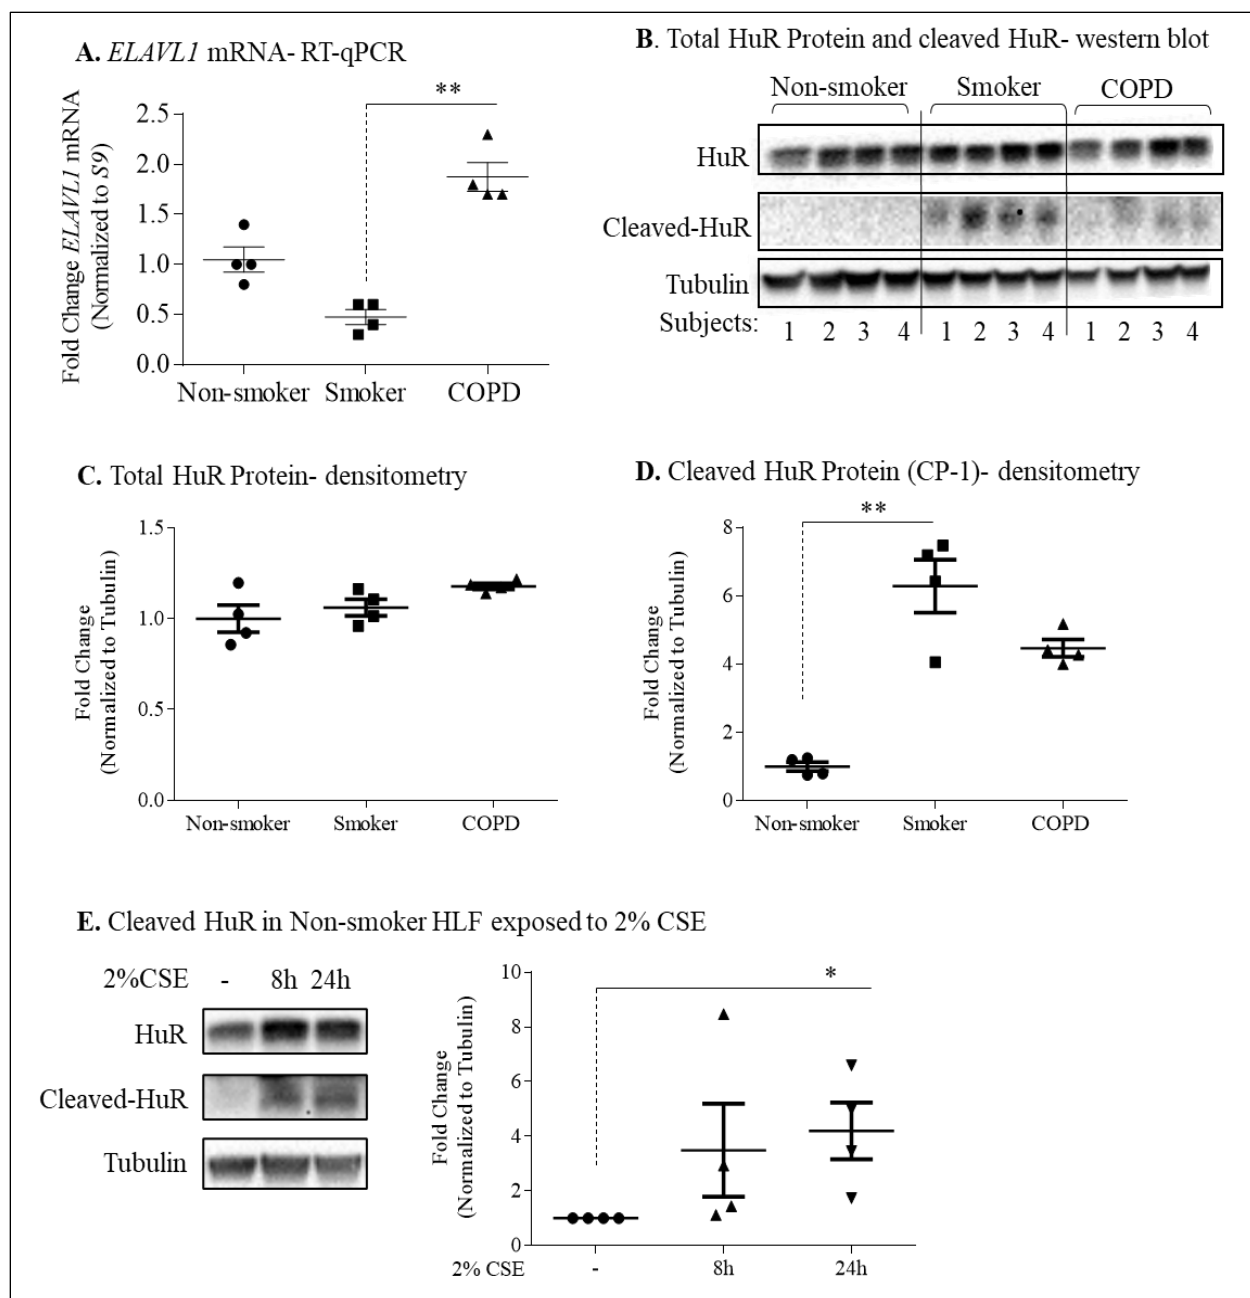 A. ELAVL1 mRNA- RT-qPCR
**
Fold Change ELAVL1 mRNA
(Normalized to S9)
2.5
2.0
1.5
1.0
0.5
0.0
Non-smoker Smoker COPD
B. Total HuR Protein and cleaved HuR- western blot
Non-smoker Smoker COPD
HuR
Cleaved-HuR
Tubulin
Subjects: 1 2 3 4 1 2 3 4 1 2 3 4
C. Total HuR Protein- densitometry
Fold Change
(Normalized to Tubulin)
1.5
1.0
0.5
0.0
Non-smoker Smoker COPD
D. Cleaved HuR Protein (CP-1)- densitometry
**
Fold Change
(Normalized to Tubulin)
8
6
4
2
0
Non-smoker Smoker COPD
E. Cleaved HuR in Non-smoker HLF exposed to 2% CSE
2%CSE - 8h 24h
HuR
Cleaved-HuR
Tubulin
*
Fold Change
(Normalized to Tubulin)
10
8
6
4
2
0
2% CSE - 8h 24h